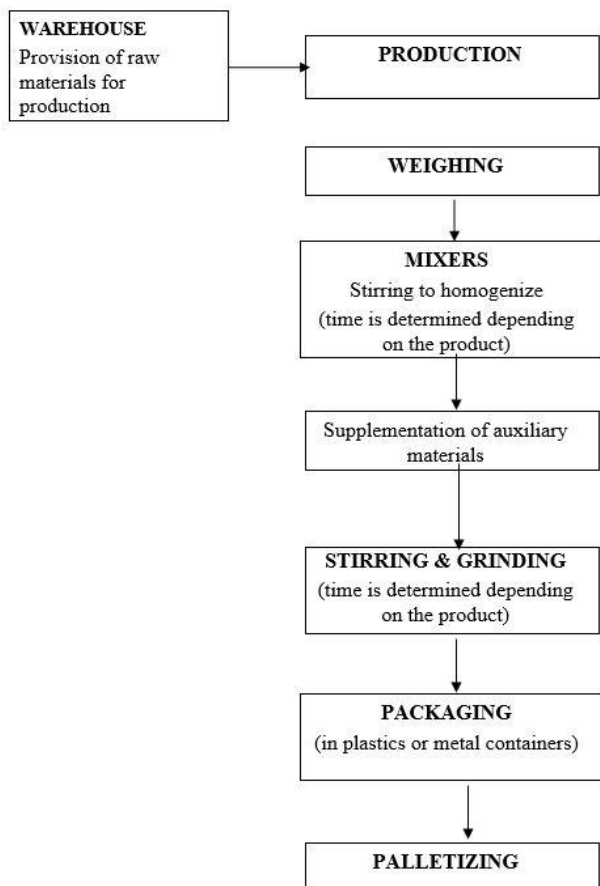 WAREHOUSE
Provision of raw
materials for
production
PRODUCTION
WEIGHING
MIXERS
Stirring to homogenize
(time is determined depending
on the product)
Supplementation of auxiliary
materials
STIRRING & GRINDING
(time is determined depending
on the product)
PACKAGING
(in plastics or metal containers)
PALLETIZING